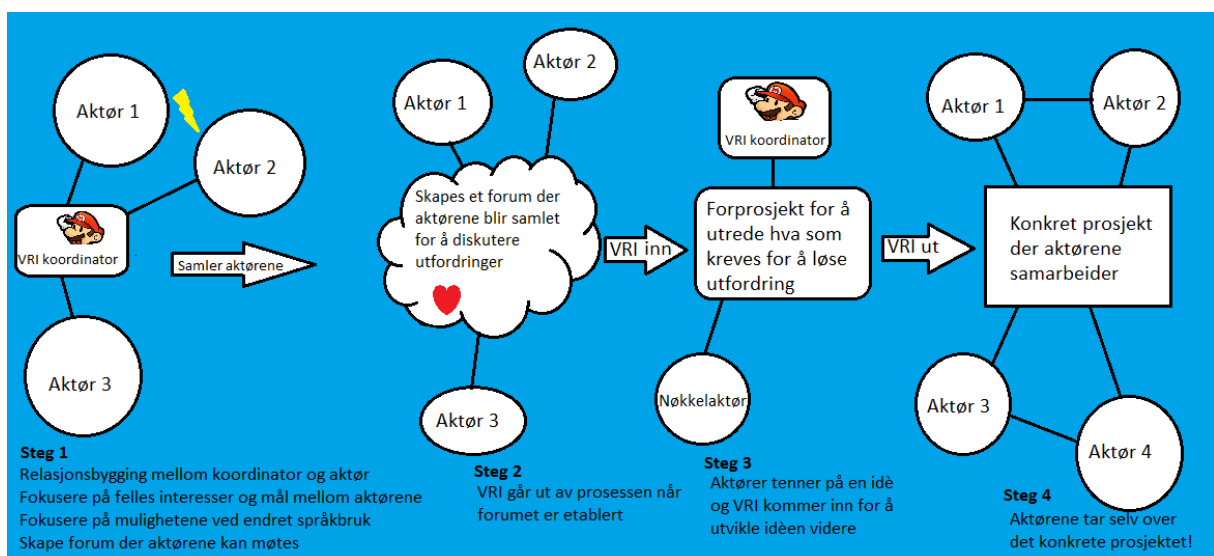 Aktør 1
Aktør 2
VRI koordinator
Aktør 3
Samler aktørene
Steg 1
Relasjonsbygging mellom koordinator og aktør
Fokusere på felles interesser og mål mellom aktørene
Fokusere på mulighetene ved endret språkbruk
Skape forum der aktørene kan møtes
Aktør 1
Aktør 2
Skapes et forum der
aktørene blir samlet
for å diskutere
utfordringer
Aktør 3
Steg 2
VRI går ut av prosessen når
forumet er etablert
VRI inn
VRI koordinator
Forprosjekt for å
utrede hva som
kreves for å løse
utfordring
Nøkkelaktør
Steg 3
Aktører tenner på en idè
og VRI kommer inn for å
utvikle idèen videre
VRI ut
Aktør 1
Aktør 2
Konkret prosjekt
der aktørene
samarbeider
Aktør 3
Aktør 4
Steg 4
Aktørene tar selv over
det konkrete prosjektet!